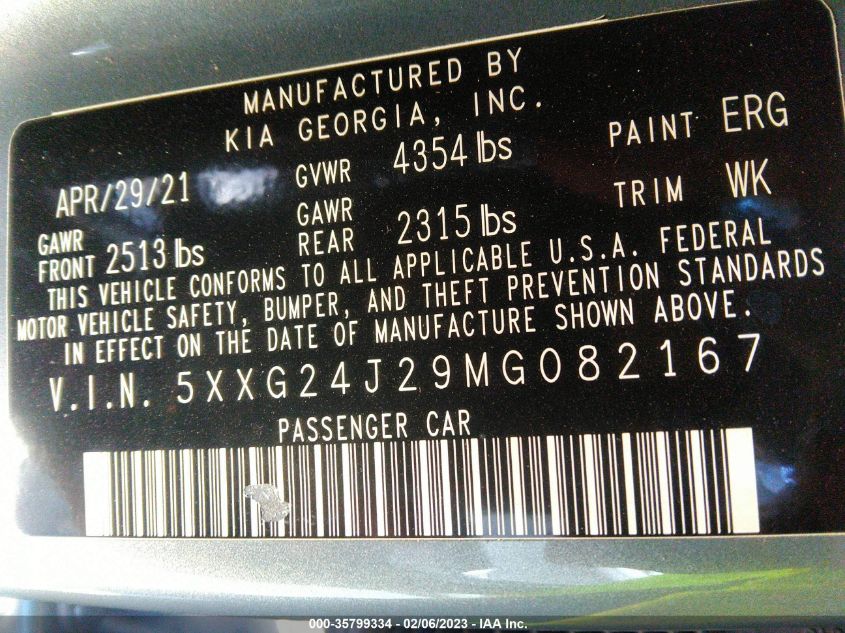 MANUFACTURED BY
KIA GEORGIA, INC.
APR/29/21 GVWR 4354 lbs PAINT ERG
GAWR FRONT 2513 lbs GAWR REAR 2315 lbs TRIM WK
THIS VEHICLE CONFORMS TO ALL APPLICABLE U.S.A. FEDERAL
MOTOR VEHICLE SAFETY, BUMPER, AND THEFT PREVENTION STANDARDS
IN EFFECT ON THE DATE OF MANUFACTURE SHOWN ABOVE.
V.I.N. 5XXG24J29MG082167
PASSENGER CAR
000-35799334 - 02/06/2023 - IAA Inc.